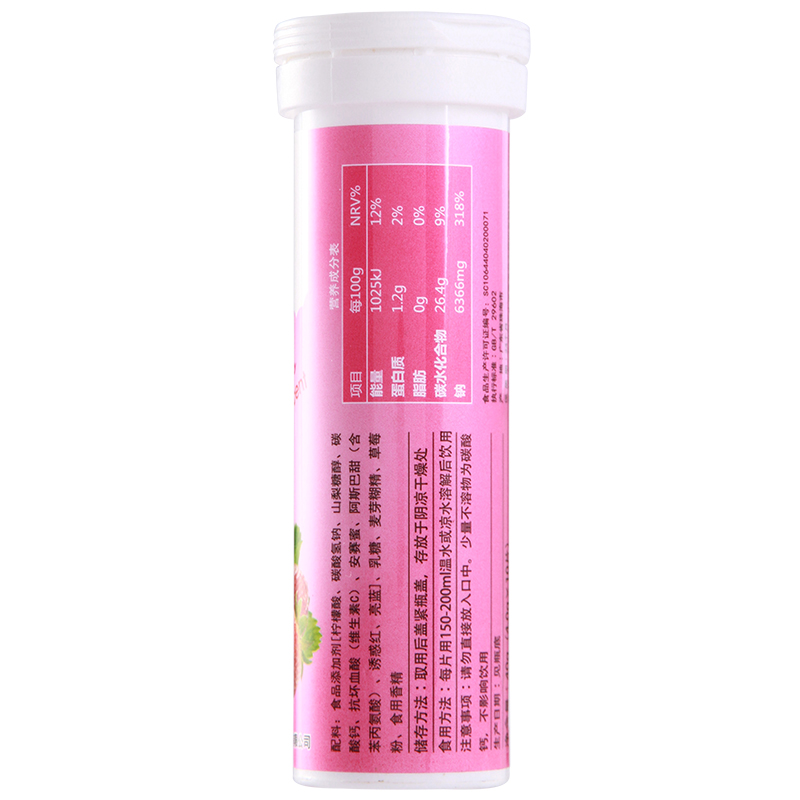 配料：食品添加剂[柠檬酸、碳酸氢钠、山梨糖醇、碳
酸钙、抗坏血酸（维生素C）、安赛蜜、阿斯巴甜（含
苯丙氨酸）、诱惑红、亮蓝]、乳糖、麦芽糊精、草莓
粉、食用香精
储存方法：取用后盖紧瓶盖，存放于阴凉干燥处
食用方法：每片用150-200ml温水或凉水溶解后饮用
注意事项：请勿直接放入口中。少量不溶物为碳酸
钙，不影响饮用
生产日期：见瓶底
营养成分表
项目 每100g NRV%
能量 1025kJ 12%
蛋白质 1.2g 2%
脂肪 0g 0%
碳水化合物 26.4g 9%
钠 6366mg 318%
食品生产许可证编号：SC10644040200071
执行标准：GB/T 29602